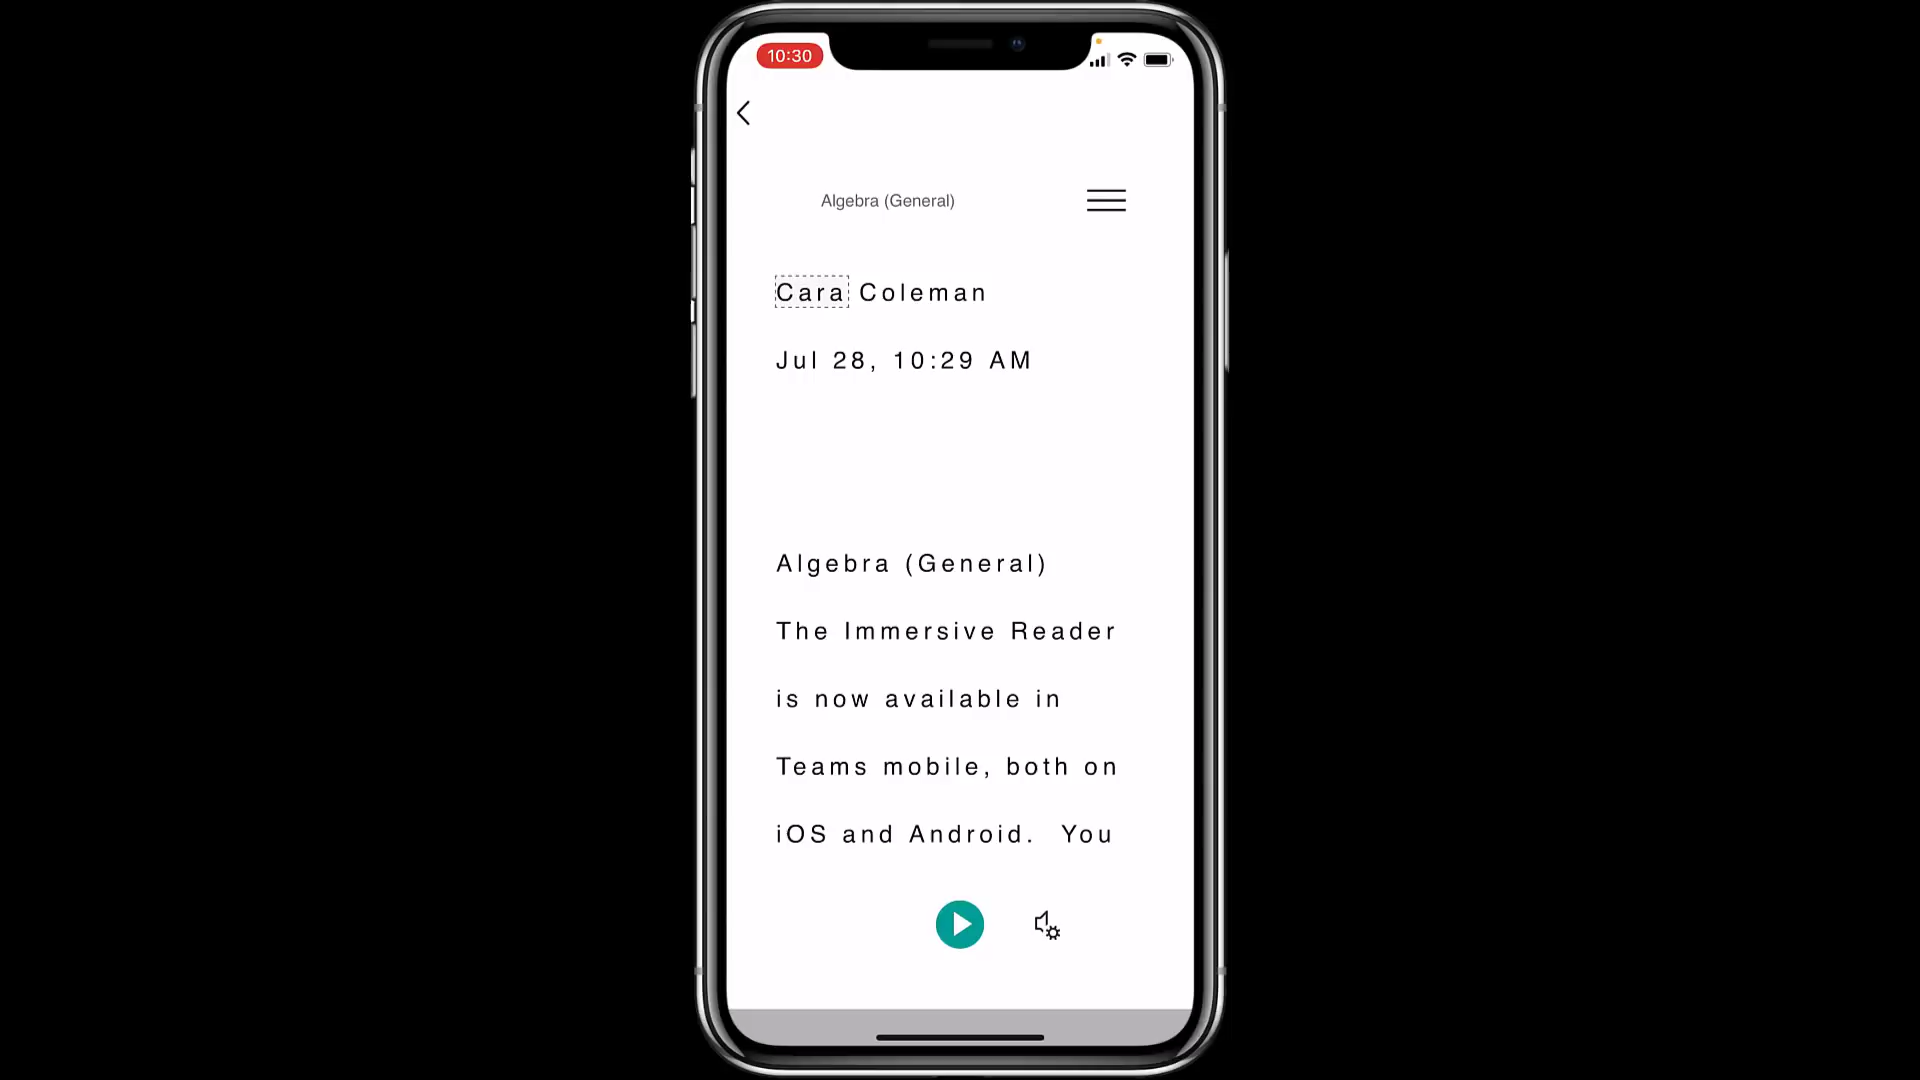 10:30
Algebra (General)
Cara Coleman
Jul 28, 10:29 AM
Algebra (General)
The Immersive Reader
is now available in
Teams mobile, both on
iOS and Android.  You